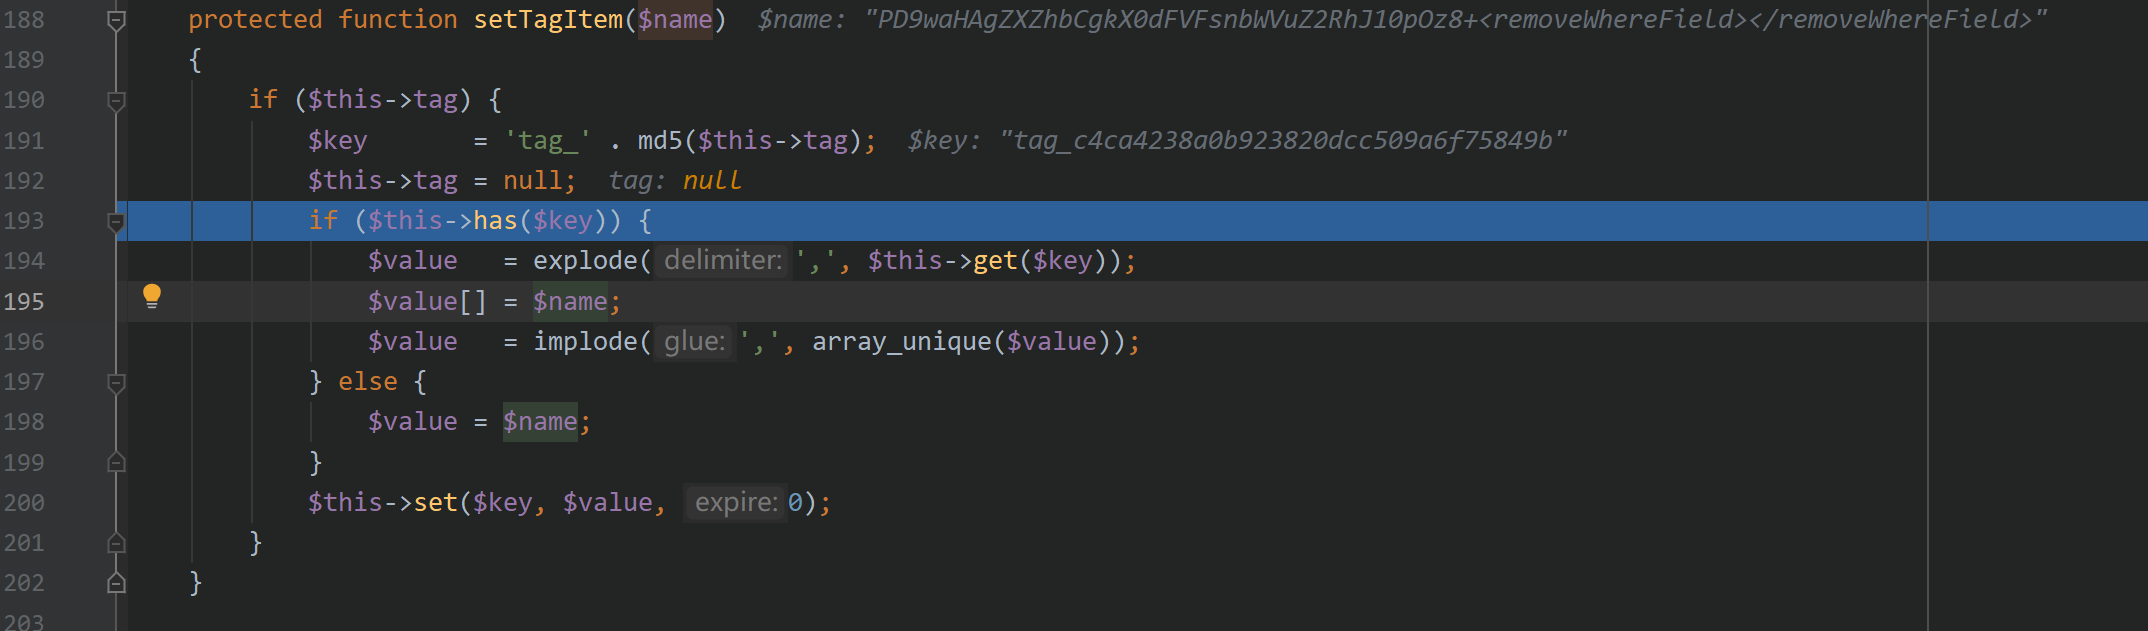 188 protected function setTagItem($name) $name: "PD9waHAgZXZhbCgkX0dFVFsnbWVuZ2RhJ10pOz8+<removeWhereField></removeWhereField>"
189 {
190 if ($this->tag) {
191 $key = 'tag_' . md5($this->tag); $key: "tag_c4ca4238a0b923820dcc509a6f75849b"
192 $this->tag = null; tag: null
193 if ($this->has($key)) {
194 $value = explode( delimiter: ',', $this->get($key));
195 $value[] = $name;
196 $value = implode( glue: ',', array_unique($value));
197 } else {
198 $value = $name;
199 }
200 $this->set($key, $value, expire: 0);
201 }
202 }
203